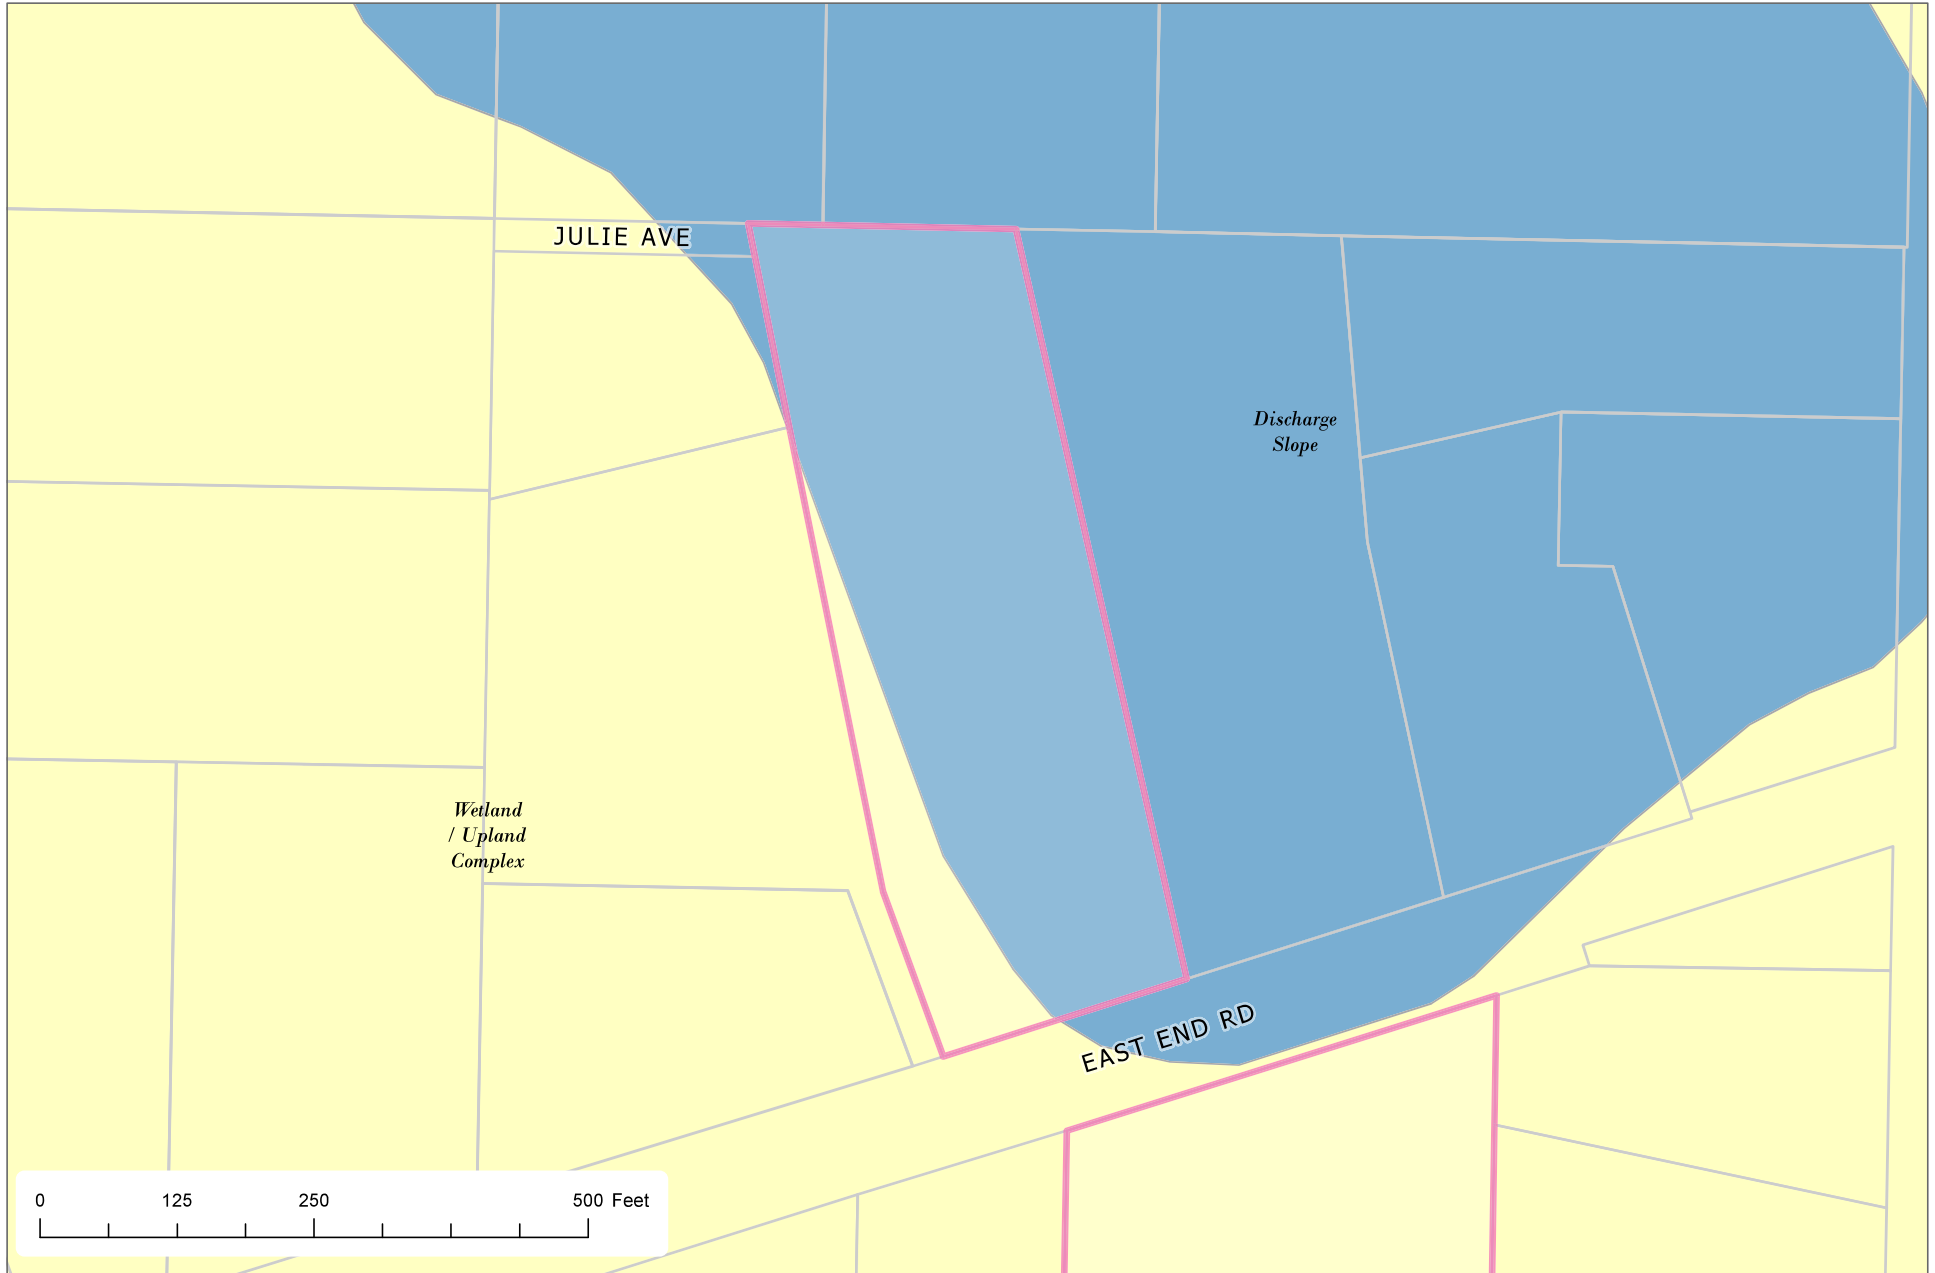 JULIE AVE
Discharge
Slope
Wetland
/ Upland
Complex
EAST END RD
0 125 250 500 Feet